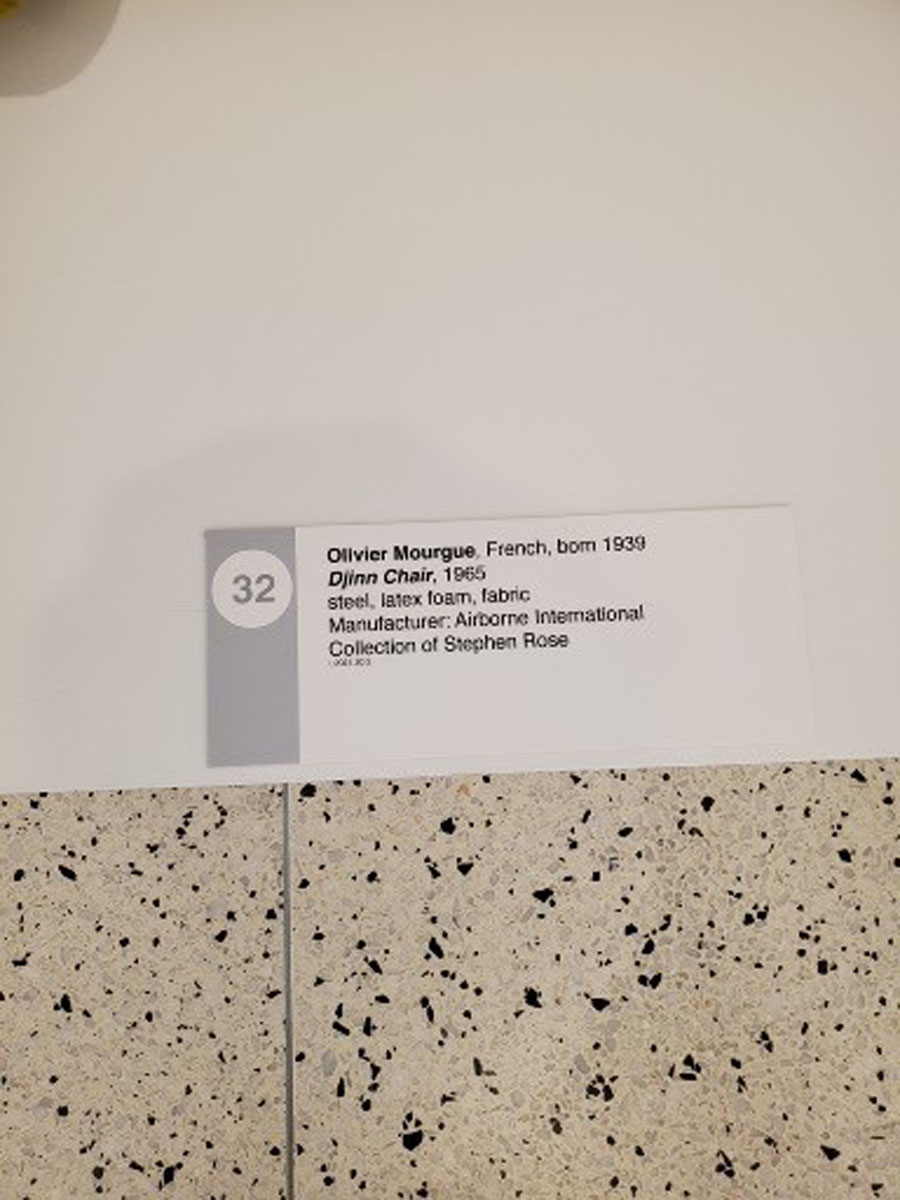 32
Olivier Mourgue, French, born 1939
Djinn Chair, 1965
steel, latex foam, fabric
Manufacturer: Airborne International
Collection of Stephen Rose